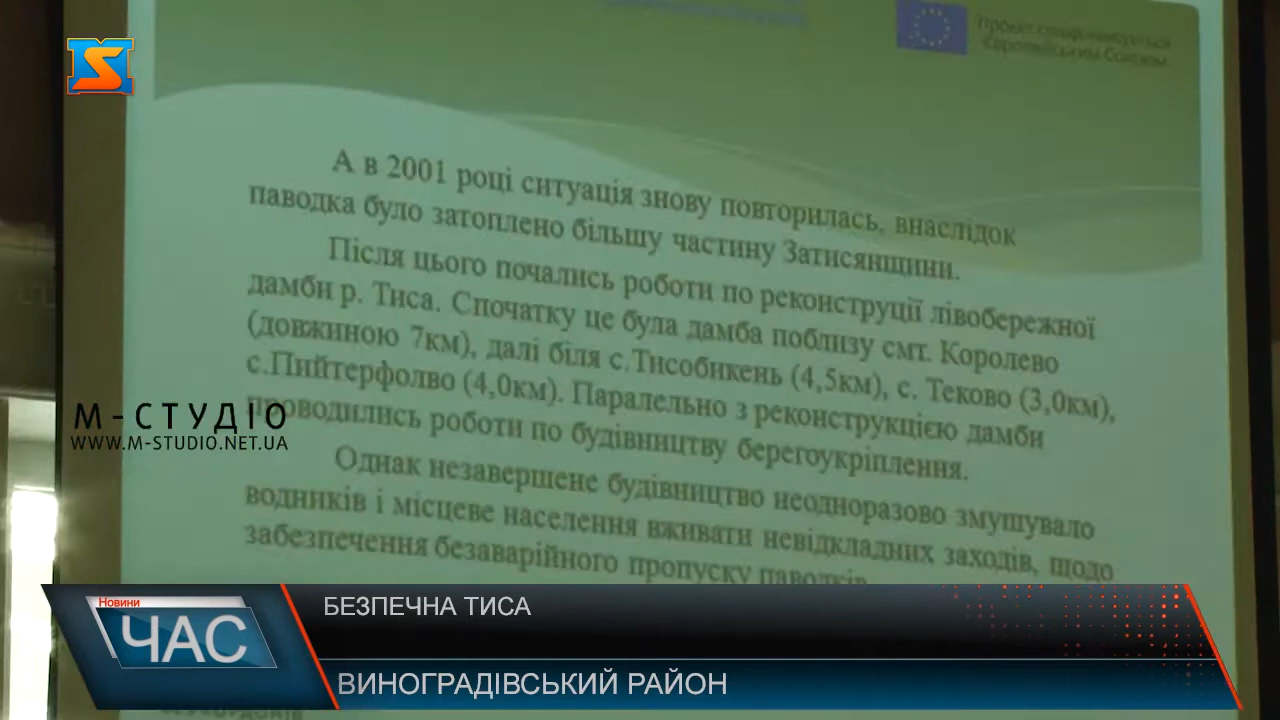 Проект співфінансується
Європейським Союзом
А в 2001 році ситуація знову повторилась, внаслідок
паводка було затоплено більшу частину Затисянщини.
Після цього почались роботи по реконструкції лівобережної
дамби р. Тиса. Спочатку це була дамба поблизу смт. Королево
(довжиною 7км), далі біля с.Тисобикень (4,5км), с. Теково (3,0км),
с.Пийтерфолво (4,0км). Паралельно з реконструкцією дамби
проводились роботи по будівництву берегоукріплення.
Однак незавершене будівництво неодноразово змушувало
водників і місцеве населення вживати невідкладних заходів, щодо
забезпечення безаварійного пропуску паводків
М-СТУДІО
WWW.M-STUDIO.NET.UA
Новини
ЧАС
БЕЗПЕЧНА ТИСА
ВИНОГРАДІВСЬКИЙ РАЙОН